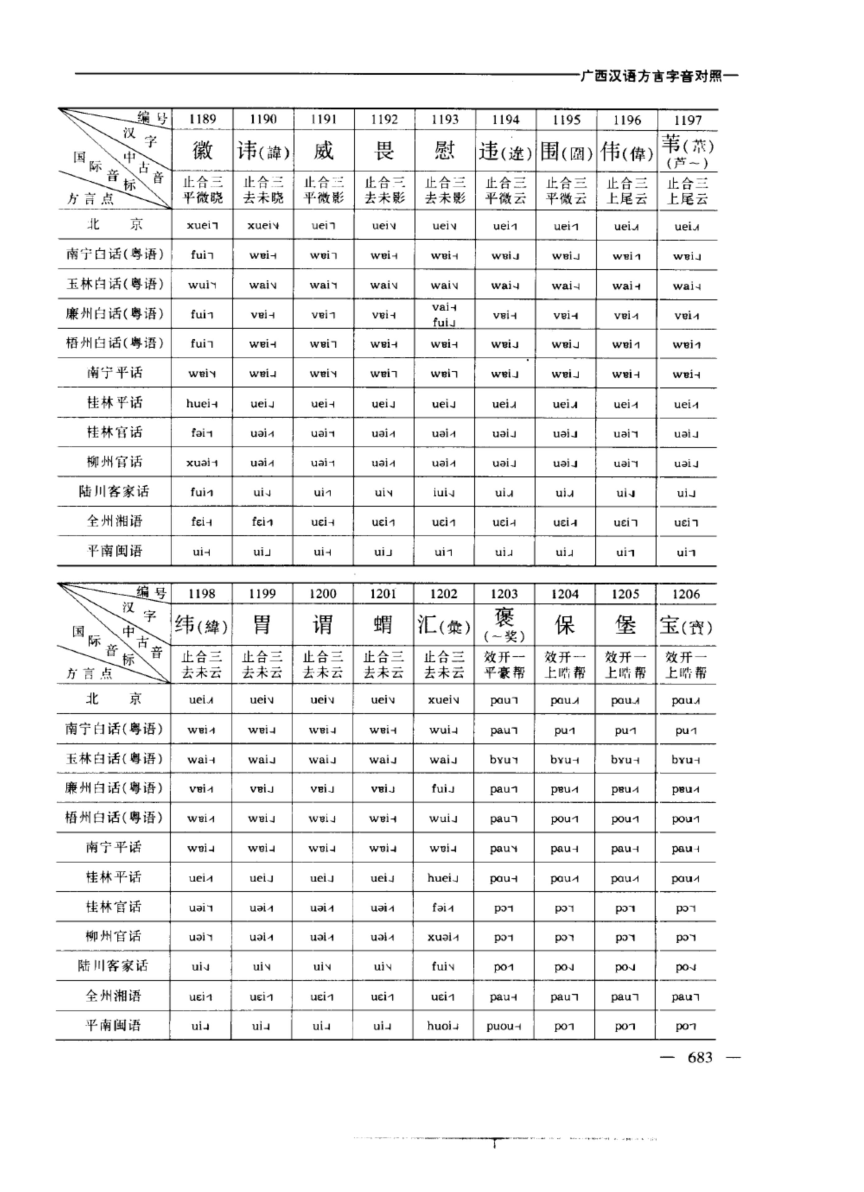 广西汉语方言字音对照
编号 1189 1190 1191 1192 1193 1194 1195 1196 1197
汉字 徽 讳(諱) 威 畏 慰 违(違) 围(圍) 伟(偉) 苇(葦)(芦～)
国际音标 中古音 止合三平微晓 止合三去未晓 止合三平微影 止合三去未影 止合三去未影 止合三平微云 止合三平微云 止合三上尾云 止合三上尾云
方言点
北京 xuei xuei uei uei uei uei uei uei uei
南宁白话(粤语) fui wɐi wɐi wɐi wɐi wɐi wɐi wɐi wɐi
玉林白话(粤语) wui wai wai wai wai wai wai wai wai
廉州白话(粤语) fui vɐi vɐi vɐi vai fui vɐi vɐi vɐi vɐi
梧州白话(粤语) fui wɐi wɐi wɐi wɐi wɐi wɐi wɐi wɐi
南宁平话 wɐi wɐi wɐi wɐi wɐi wɐi wɐi wɐi wɐi
桂林平话 huei uei uei uei uei uei uei uei uei
桂林官话 fəi uəi uəi uəi uəi uəi uəi uəi uəi
柳州官话 xuəi uəi uəi uəi uəi uəi uəi uəi uəi
陆川客家话 fui ui ui ui iui ui ui ui ui
全州湘语 fɛi fɛi uɛi uɛi uɛi uɛi uɛi uɛi uɛi
平南闽语 ui ui ui ui ui ui ui ui ui
编号 1198 1199 1200 1201 1202 1203 1204 1205 1206
汉字 纬(緯) 胃 谓 蝟 汇(彙) 褒(～奖) 保 堡 宝(寶)
国际音标 中古音 止合三去未云 止合三去未云 止合三去未云 止合三去未云 止合三去未云 效开一平豪帮 效开一上皓帮 效开一上皓帮 效开一上皓帮
方言点
北京 uei uei uei uei xuei pɑu pɑu pɑu pɑu
南宁白话(粤语) wɐi wɐi wɐi wɐi wui pau pu pu pu
玉林白话(粤语) wai wai wai wai wai bɤu bɤu bɤu bɤu
廉州白话(粤语) vɐi vɐi vɐi vɐi fui pau pɐu pɐu pɐu
梧州白话(粤语) wɐi wɐi wɐi wɐi wui pau pou pou pou
南宁平话 wɐi wɐi wɐi wɐi wɐi pau pau pau pau
桂林平话 uei uei uei uei huei pɑu pɑu pɑu pɑu
桂林官话 uəi uəi uəi uəi fəi pɔ pɔ pɔ pɔ
柳州官话 uəi uəi uəi uəi xuəi pɔ pɔ pɔ pɔ
陆川客家话 ui ui ui ui fui po po po po
全州湘语 uɛi uɛi uɛi uɛi uɛi pau pau pau pau
平南闽语 ui ui ui ui huoi puou po po po
— 683 —